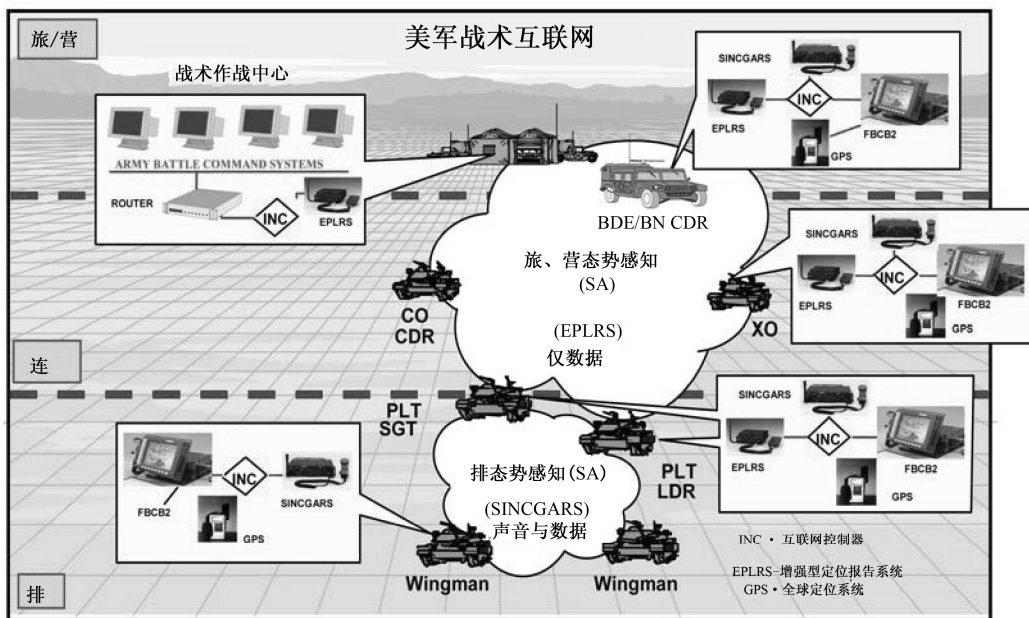 旅/营
美军战术互联网
战术作战中心
ARMY BATTLE COMMAND SYSTEMS
ROUTER
INC
EPLRS
SINCGARS
INC
EPLRS
FBCB2
GPS
BDE/BN CDR
旅、营态势感知
(SA)
(EPLRS)
仅数据
CO
CDR
XO
SINCGARS
INC
EPLRS
FBCB2
GPS
连
PLT
SGT
PLT
LDR
SINCGARS
INC
EPLRS
FBCB2
GPS
FBCB2
INC
SINCGARS
GPS
排态势感知(SA)
(SINCGARS)
声音与数据
Wingman
Wingman
排
INC・互联网控制器
EPLRS-增强型定位报告系统
GPS・全球定位系统